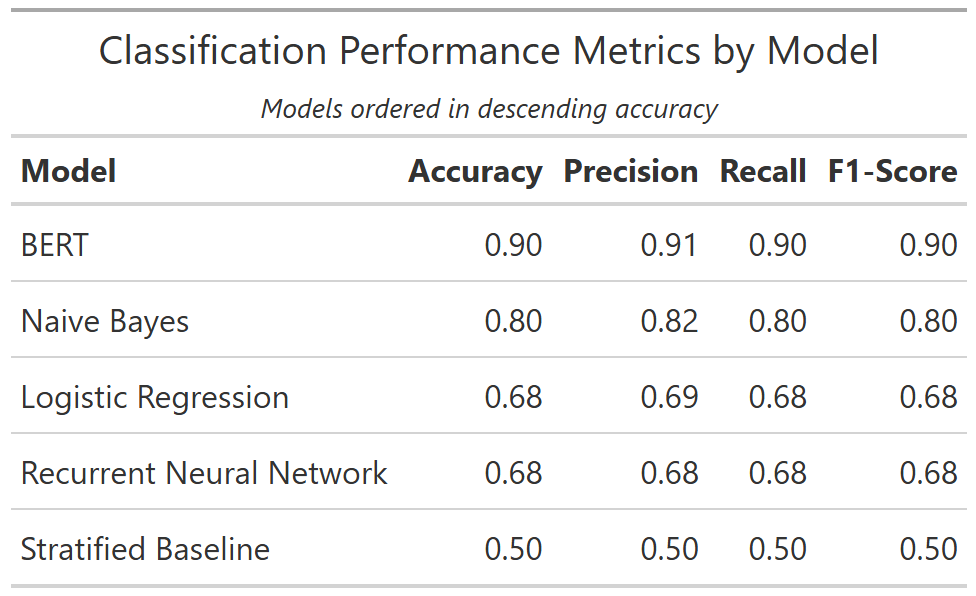 Classification Performance Metrics by Model
Models ordered in descending accuracy
Model Accuracy Precision Recall F1-Score
BERT 0.90 0.91 0.90 0.90
Naive Bayes 0.80 0.82 0.80 0.80
Logistic Regression 0.68 0.69 0.68 0.68
Recurrent Neural Network 0.68 0.68 0.68 0.68
Stratified Baseline 0.50 0.50 0.50 0.50